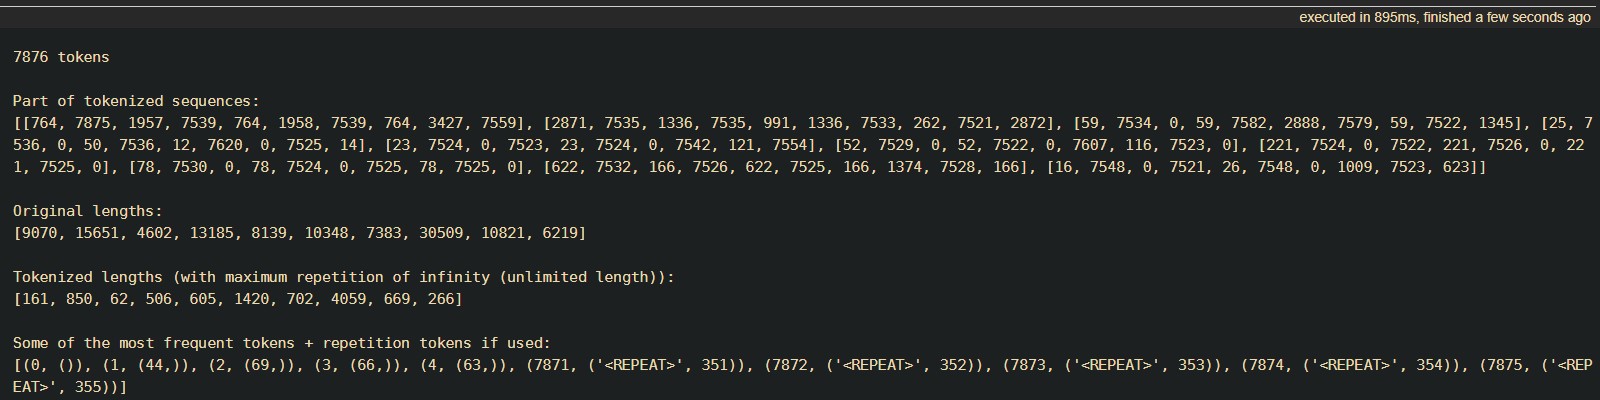 executed in 895ms, finished a few seconds ago
7876 tokens
Part of tokenized sequences:
[[764, 7875, 1957, 7539, 764, 1958, 7539, 764, 3427, 7559], [2871, 7535, 1336, 7535, 991, 1336, 7533, 262, 7521, 2872], [59, 7534, 0, 59, 7582, 2888, 7579, 59, 7522, 1345], [25, 7
536, 0, 50, 7536, 12, 7620, 0, 7525, 14], [23, 7524, 0, 7523, 23, 7524, 0, 7542, 121, 7554], [52, 7529, 0, 52, 7522, 0, 7607, 116, 7523, 0], [221, 7524, 0, 7522, 221, 7526, 0, 22
1, 7525, 0], [78, 7530, 0, 78, 7524, 0, 7525, 78, 7525, 0], [622, 7532, 166, 7526, 622, 7525, 166, 1374, 7528, 166], [16, 7548, 0, 7521, 26, 7548, 0, 1009, 7523, 623]]
Original lengths:
[9070, 15651, 4602, 13185, 8139, 10348, 7383, 30509, 10821, 6219]
Tokenized lengths (with maximum repetition of infinity (unlimited length)):
[161, 850, 62, 506, 605, 1420, 702, 4059, 669, 266]
Some of the most frequent tokens + repetition tokens if used:
[(0, ()), (1, (44,)), (2, (69,)), (3, (66,)), (4, (63,)), (7871, ('<REPEAT>', 351)), (7872, ('<REPEAT>', 352)), (7873, ('<REPEAT>', 353)), (7874, ('<REPEAT>', 354)), (7875, ('<REP
EAT>', 355))]